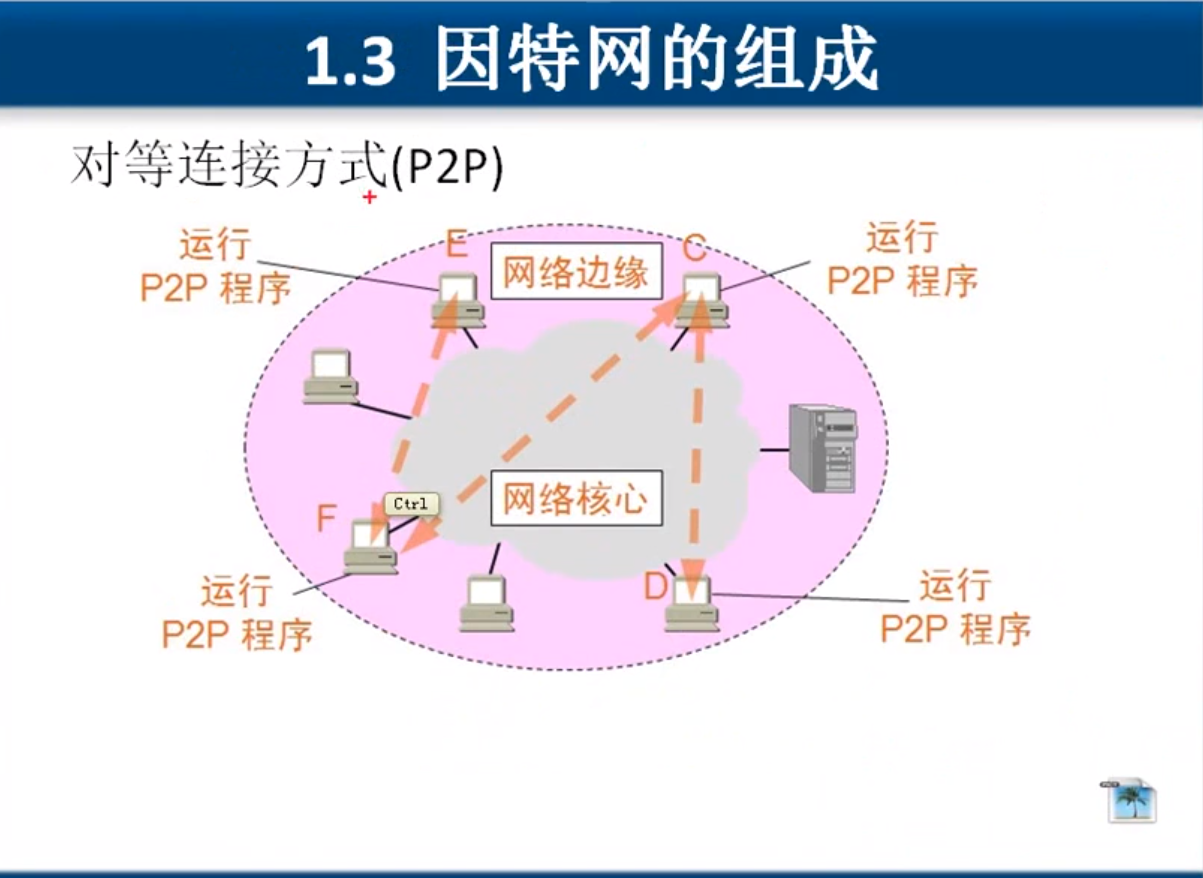 1.3 因特网的组成
对等连接方式(P2P)
运行
P2P 程序
E
网络边缘
C
运行
P2P 程序
F
Ctrl
网络核心
D
运行
P2P 程序
运行
P2P 程序